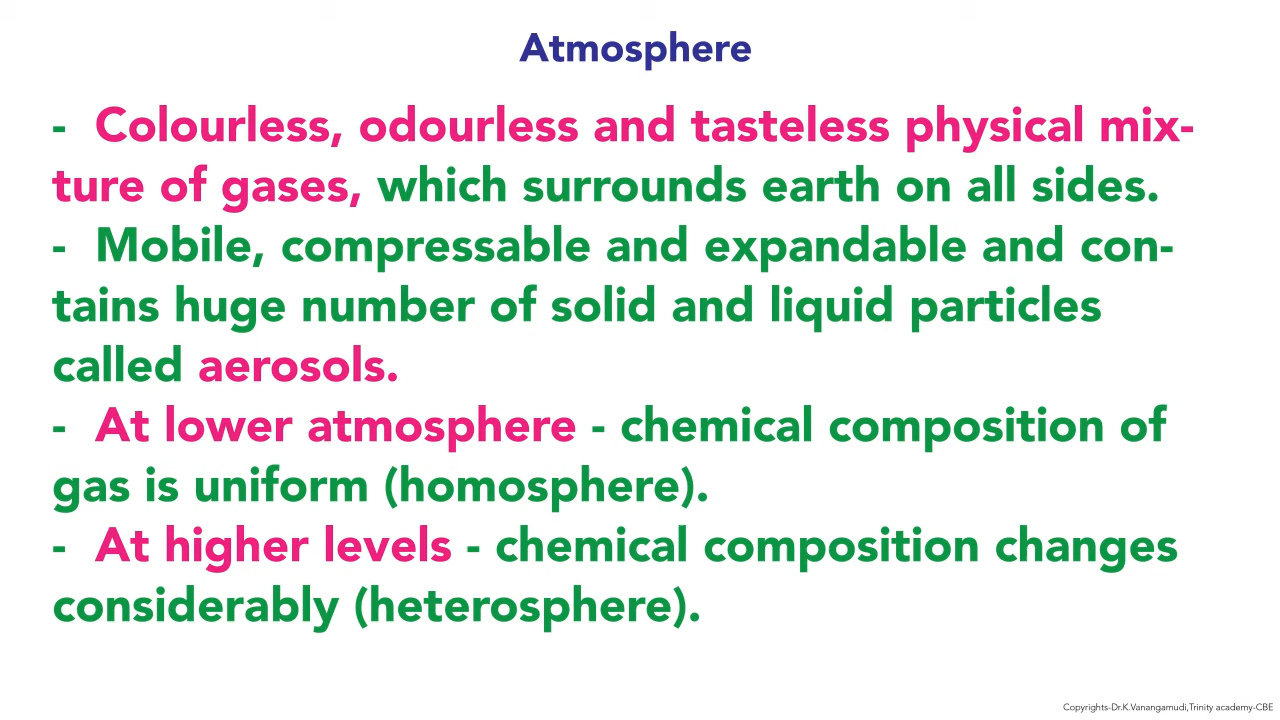 Atmosphere
- Colourless, odourless and tasteless physical mix-
ture of gases, which surrounds earth on all sides.
- Mobile, compressable and expandable and con-
tains huge number of solid and liquid particles
called aerosols.
- At lower atmosphere - chemical composition of
gas is uniform (homosphere).
- At higher levels - chemical composition changes
considerably (heterosphere).
Copyrights-Dr.K.Vanangamudi,Trinity academy-CBE